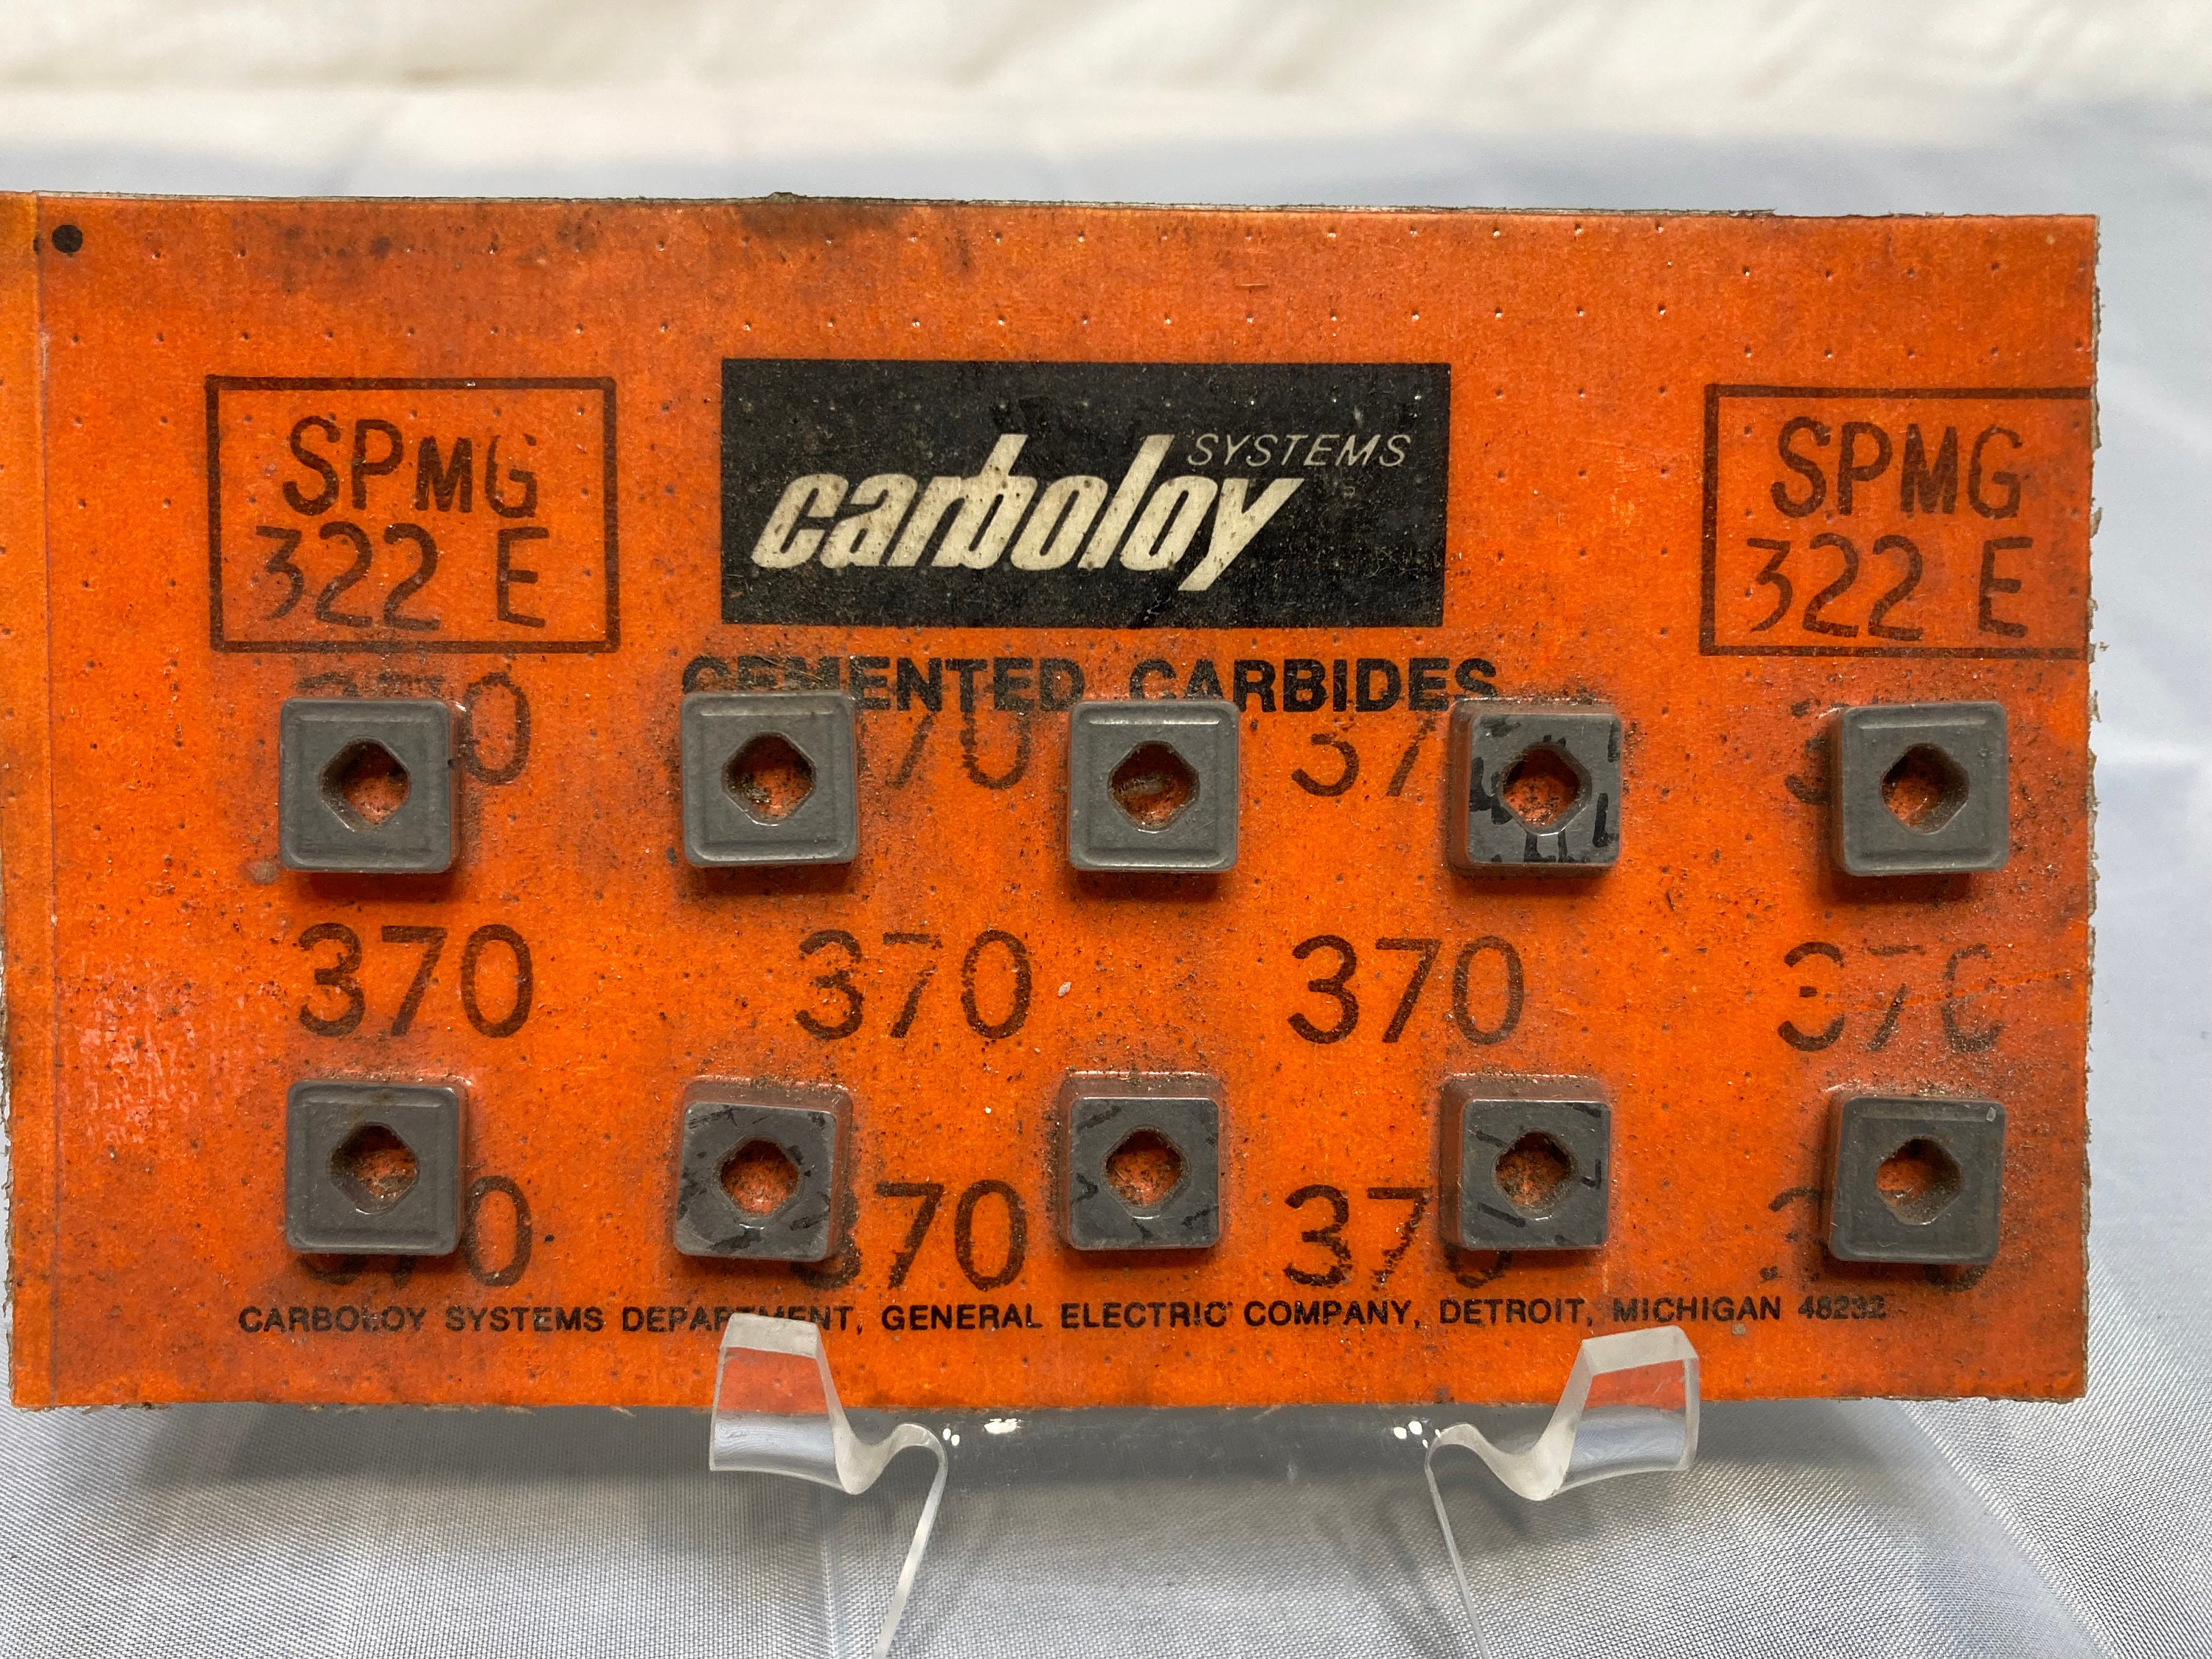 SPMG
322 E
carboloy SYSTEMS
SPMG
322 E
CEMENTED CARBIDES
370 370 370 370
370
CARBOLOY SYSTEMS DEPARTMENT, GENERAL ELECTRIC COMPANY, DETROIT, MICHIGAN 48232